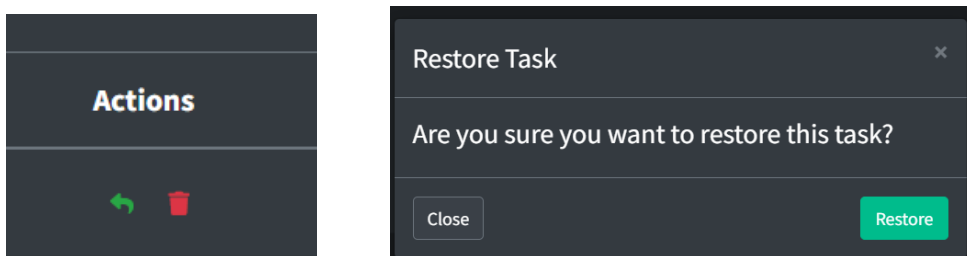 Actions
Restore Task ×
Are you sure you want to restore this task?
Close Restore